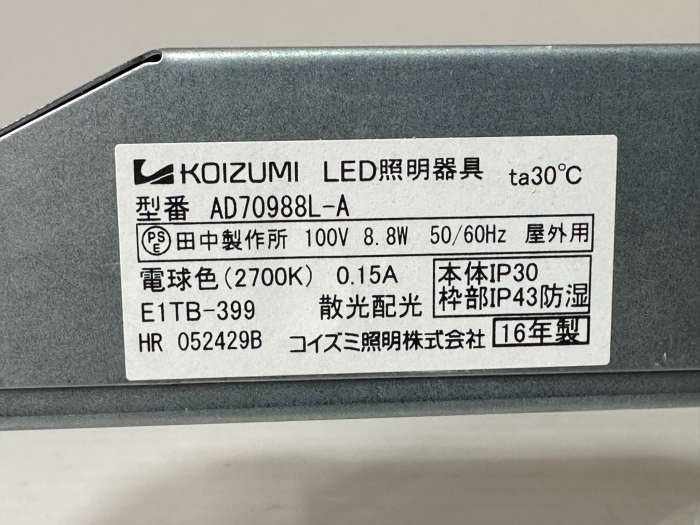 KOIZUMI LED照明器具 ta30℃
型番 AD70988L-A
PSE 田中製作所 100V 8.8W 50/60Hz 屋外用
電球色(2700K) 0.15A 本体IP30
E1TB-399 散光配光 枠部IP43防湿
HR 052429B コイズミ照明株式会社 16年製